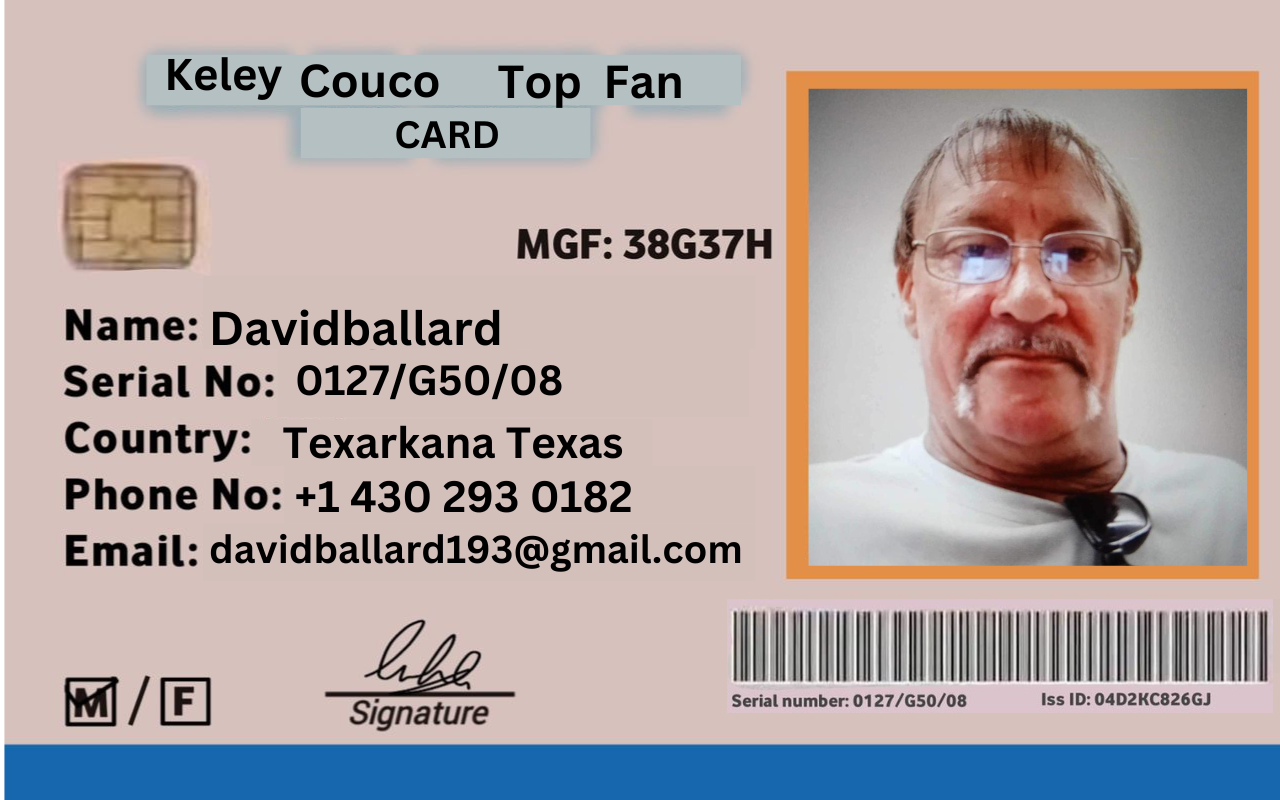 Keley Couco Top Fan
CARD
MGF: 38G37H
Name: Davidballard
Serial No: 0127/G50/08
Country: Texarkana Texas
Phone No: +1 430 293 0182
Email: davidballard193@gmail.com
M / F
Signature
Serial number: 0127/G50/08 Iss ID: 04D2KC826GJ